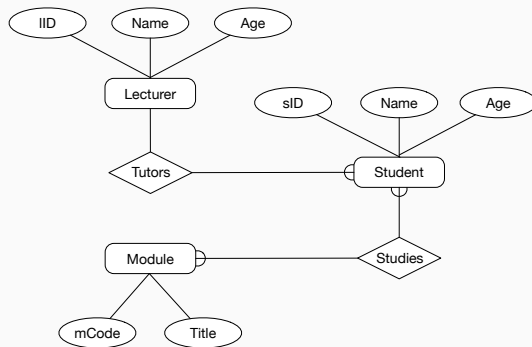 lID
Name
Age
Lecturer
sID
Name
Age
Tutors
Student
Module
Studies
mCode
Title